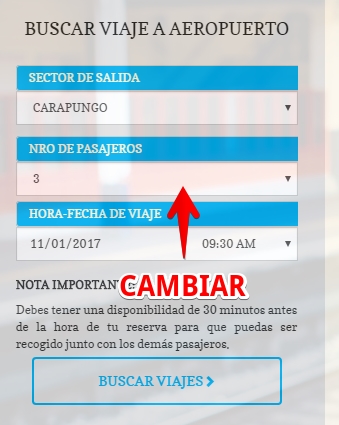 BUSCAR VIAJE A AEROPUERTO
SECTOR DE SALIDA
CARAPUNGO
NRO DE PASAJEROS
3
HORA-FECHA DE VIAJE
11/01/2017 09:30 AM
NOTA IMPORTANTE:
CAMBIAR
Debes tener una disponibilidad de 30 minutos antes
de la hora de tu reserva para que puedas ser
recogido junto con los demás pasajeros.
BUSCAR VIAJES